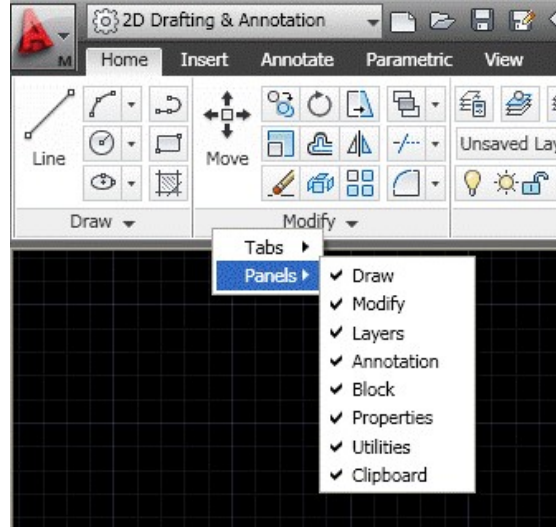 2D Drafting & Annotation
M
Home Insert Annotate Parametric View
Line
Move
Unsaved Lay
Draw
Modify
Tabs
Panels
Draw
Modify
Layers
Annotation
Block
Properties
Utilities
Clipboard